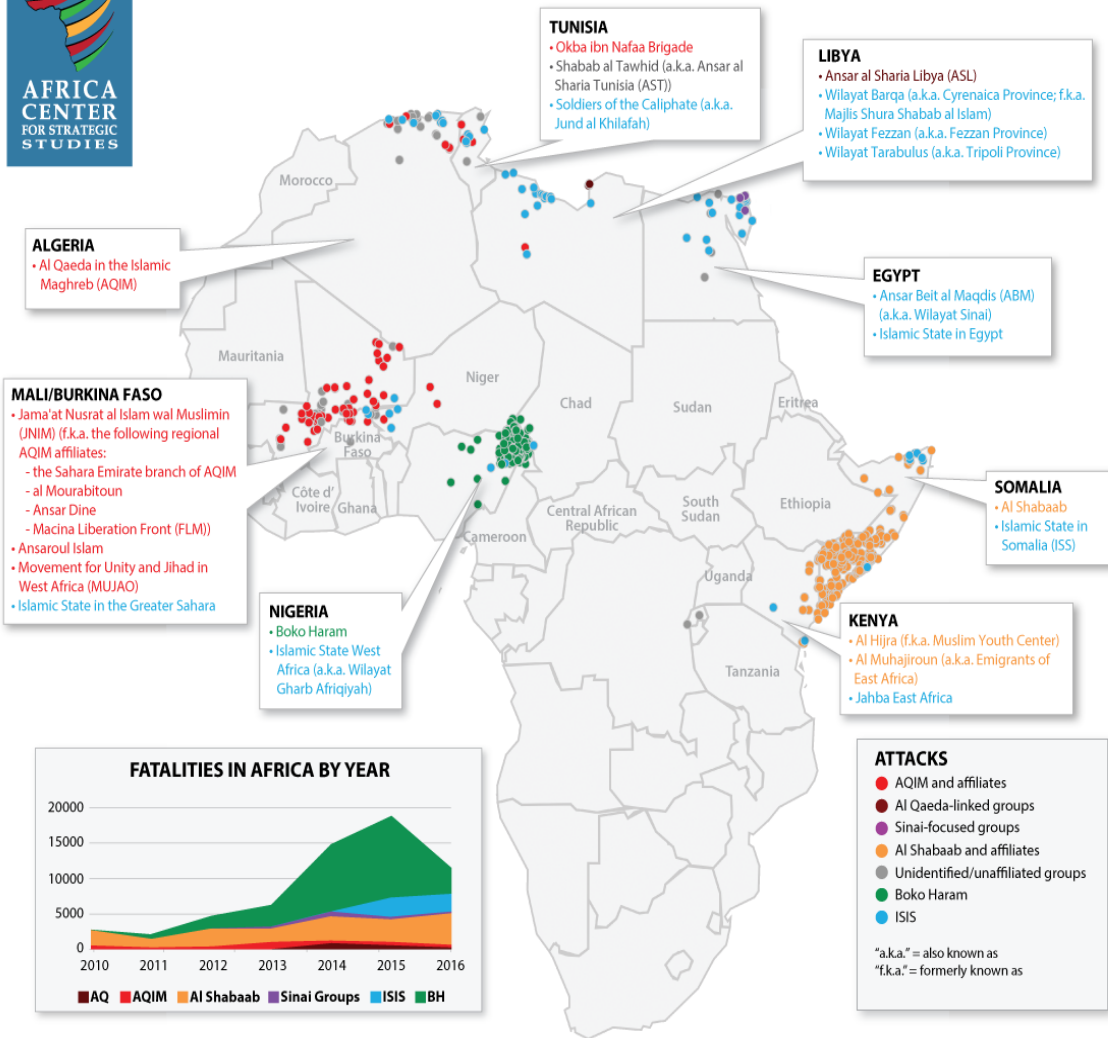 AFRICA
CENTER
FOR STRATEGIC
STUDIES
TUNISIA
• Okba ibn Nafaa Brigade
• Shabab al Tawhid (a.k.a. Ansar al
Sharia Tunisia (AST))
• Soldiers of the Caliphate (a.k.a.
Jund al Khilafah)
LIBYA
• Ansar al Sharia Libya (ASL)
• Wilayat Barqa (a.k.a. Cyrenaica Province; f.k.a.
Majlis Shura Shabab al Islam)
• Wilayat Fezzan (a.k.a. Fezzan Province)
• Wilayat Tarabulus (a.k.a. Tripoli Province)
Morocco
ALGERIA
• Al Qaeda in the Islamic
Maghreb (AQIM)
EGYPT
• Ansar Beit al Maqdis (ABM)
(a.k.a. Wilayat Sinai)
• Islamic State in Egypt
Mauritania
Niger
Chad
Sudan
Eritrea
MALI/BURKINA FASO
• Jama'at Nusrat al Islam wal Muslimin
(JNIM) (f.k.a. the following regional
AQIM affiliates:
- the Sahara Emirate branch of AQIM
- al Mourabitoun
- Ansar Dine
- Macina Liberation Front (FLM))
• Ansaroul Islam
• Movement for Unity and Jihad in
West Africa (MUJAO)
• Islamic State in the Greater Sahara
Burkina
Faso
Côte d'
Ivoire
Ghana
Cameroon
Central African
Republic
South
Sudan
Ethiopia
SOMALIA
• Al Shabaab
• Islamic State in
Somalia (ISS)
Uganda
Tanzania
NIGERIA
• Boko Haram
• Islamic State West
Africa (a.k.a. Wilayat
Gharb Afriqiyah)
KENYA
• Al Hijra (f.k.a. Muslim Youth Center)
• Al Muhajiroun (a.k.a. Emigrants of
East Africa)
• Jahba East Africa
FATALITIES IN AFRICA BY YEAR
20000
15000
10000
5000
0
2010 2011 2012 2013 2014 2015 2016
AQ AQIM Al Shabaab Sinai Groups ISIS BH
ATTACKS
AQIM and affiliates
Al Qaeda-linked groups
Sinai-focused groups
Al Shabaab and affiliates
Unidentified/unaffiliated groups
Boko Haram
ISIS
"a.k.a." = also known as
"f.k.a." = formerly known as